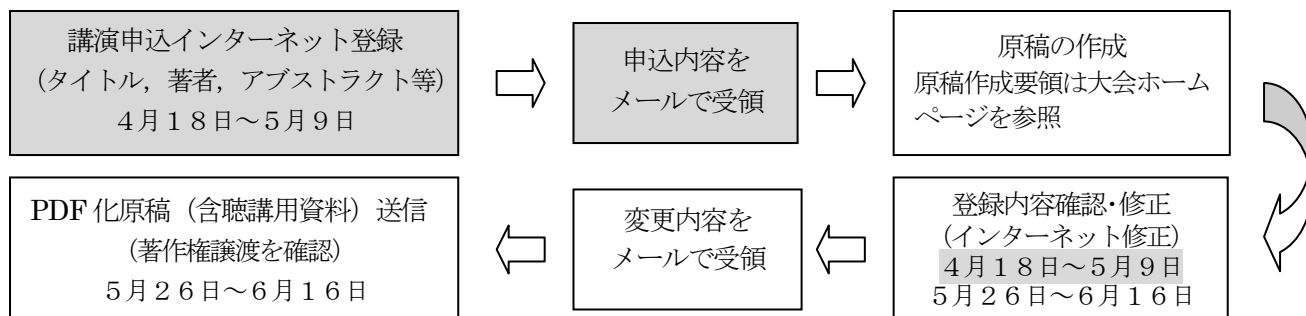 講演申込インターネット登録
（タイトル，著者，アブストラクト等）
４月１８日～５月９日
申込内容を
メールで受領
原稿の作成
原稿作成要領は大会ホーム
ページを参照
登録内容確認・修正
（インターネット修正）
４月１８日～５月９日
５月２６日～６月１６日
変更内容を
メールで受領
PDF 化原稿（含聴講用資料）送信
（著作権譲渡を確認）
５月２６日～６月１６日